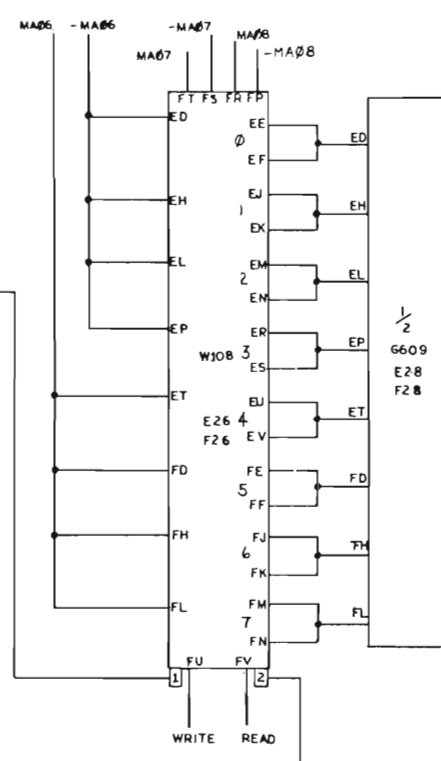 MAØ6 -MAØ6 -MAØ7 MAØ8
MAØ7 -MAØ8
FT FS FR FP
ED EE ED
Ø
EF
EH EJ EH
1
EK
EL EM EL
2
EN
EP ER EP
W108 3
ES
1/2
G609
E28
F28
ET EU ET
E26 4
F26 EV
FD FE FD
5
FF
FH FJ FH
6
FK
FL FM FL
7
FN
FU FV
1 2
WRITE READ